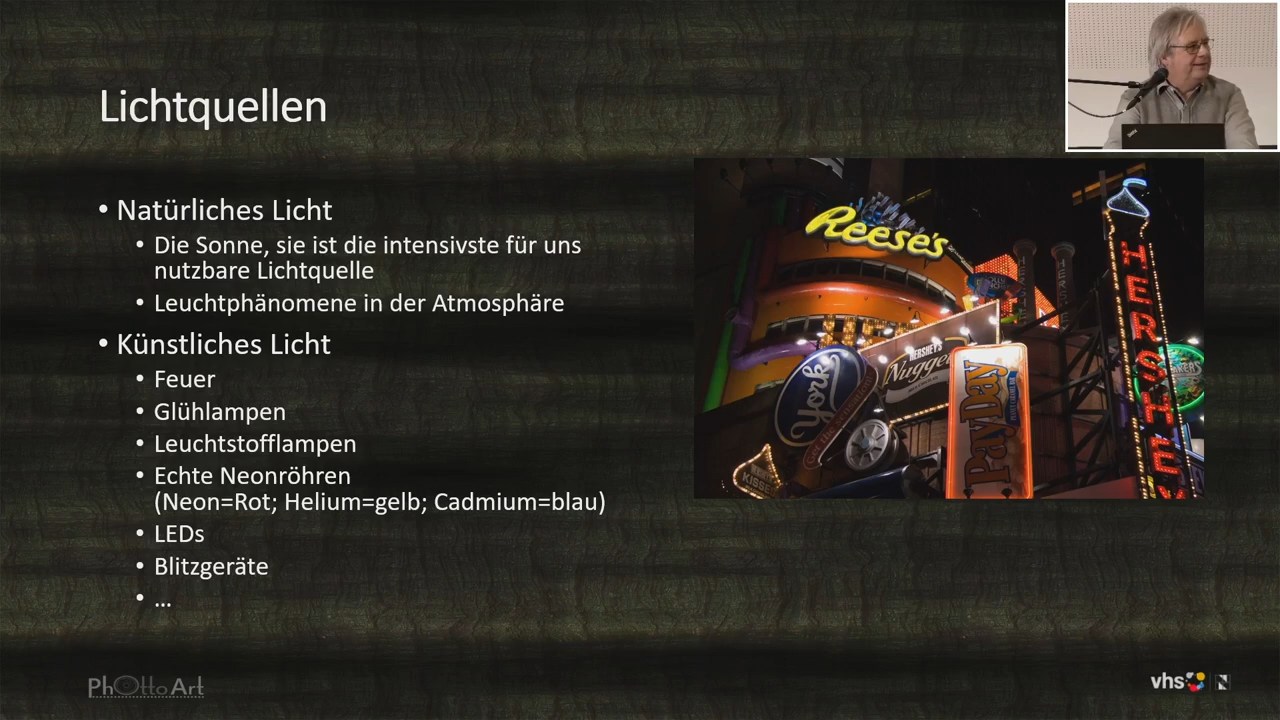 Lichtquellen
• Natürliches Licht
• Die Sonne, sie ist die intensivste für uns
nutzbare Lichtquelle
• Leuchtphänomene in der Atmosphäre
• Künstliches Licht
• Feuer
• Glühlampen
• Leuchtstofflampen
• Echte Neonröhren
(Neon=Rot; Helium=gelb; Cadmium=blau)
• LEDs
• Blitzgeräte
• ...
Reese's
HERSHEY'S
Nugget
York
PayDay
HERSHEY
KISSES
PhOttoArt
vhs